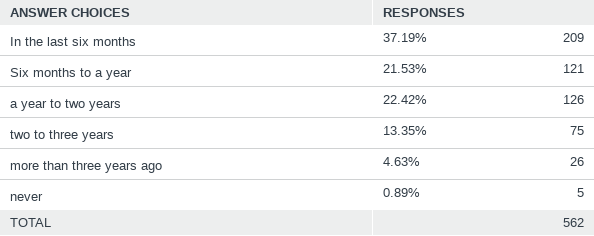 ANSWER CHOICES RESPONSES
In the last six months 37.19% 209
Six months to a year 21.53% 121
a year to two years 22.42% 126
two to three years 13.35% 75
more than three years ago 4.63% 26
never 0.89% 5
TOTAL 562